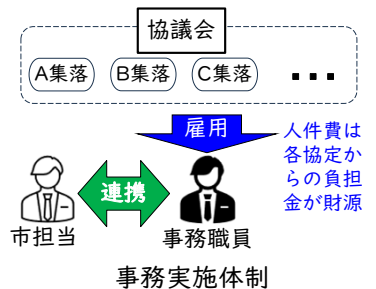 協議会
A集落 B集落 C集落 ・・・
雇用
人件費は
各協定か
らの負担
金が財源
連携
市担当
事務職員
事務実施体制